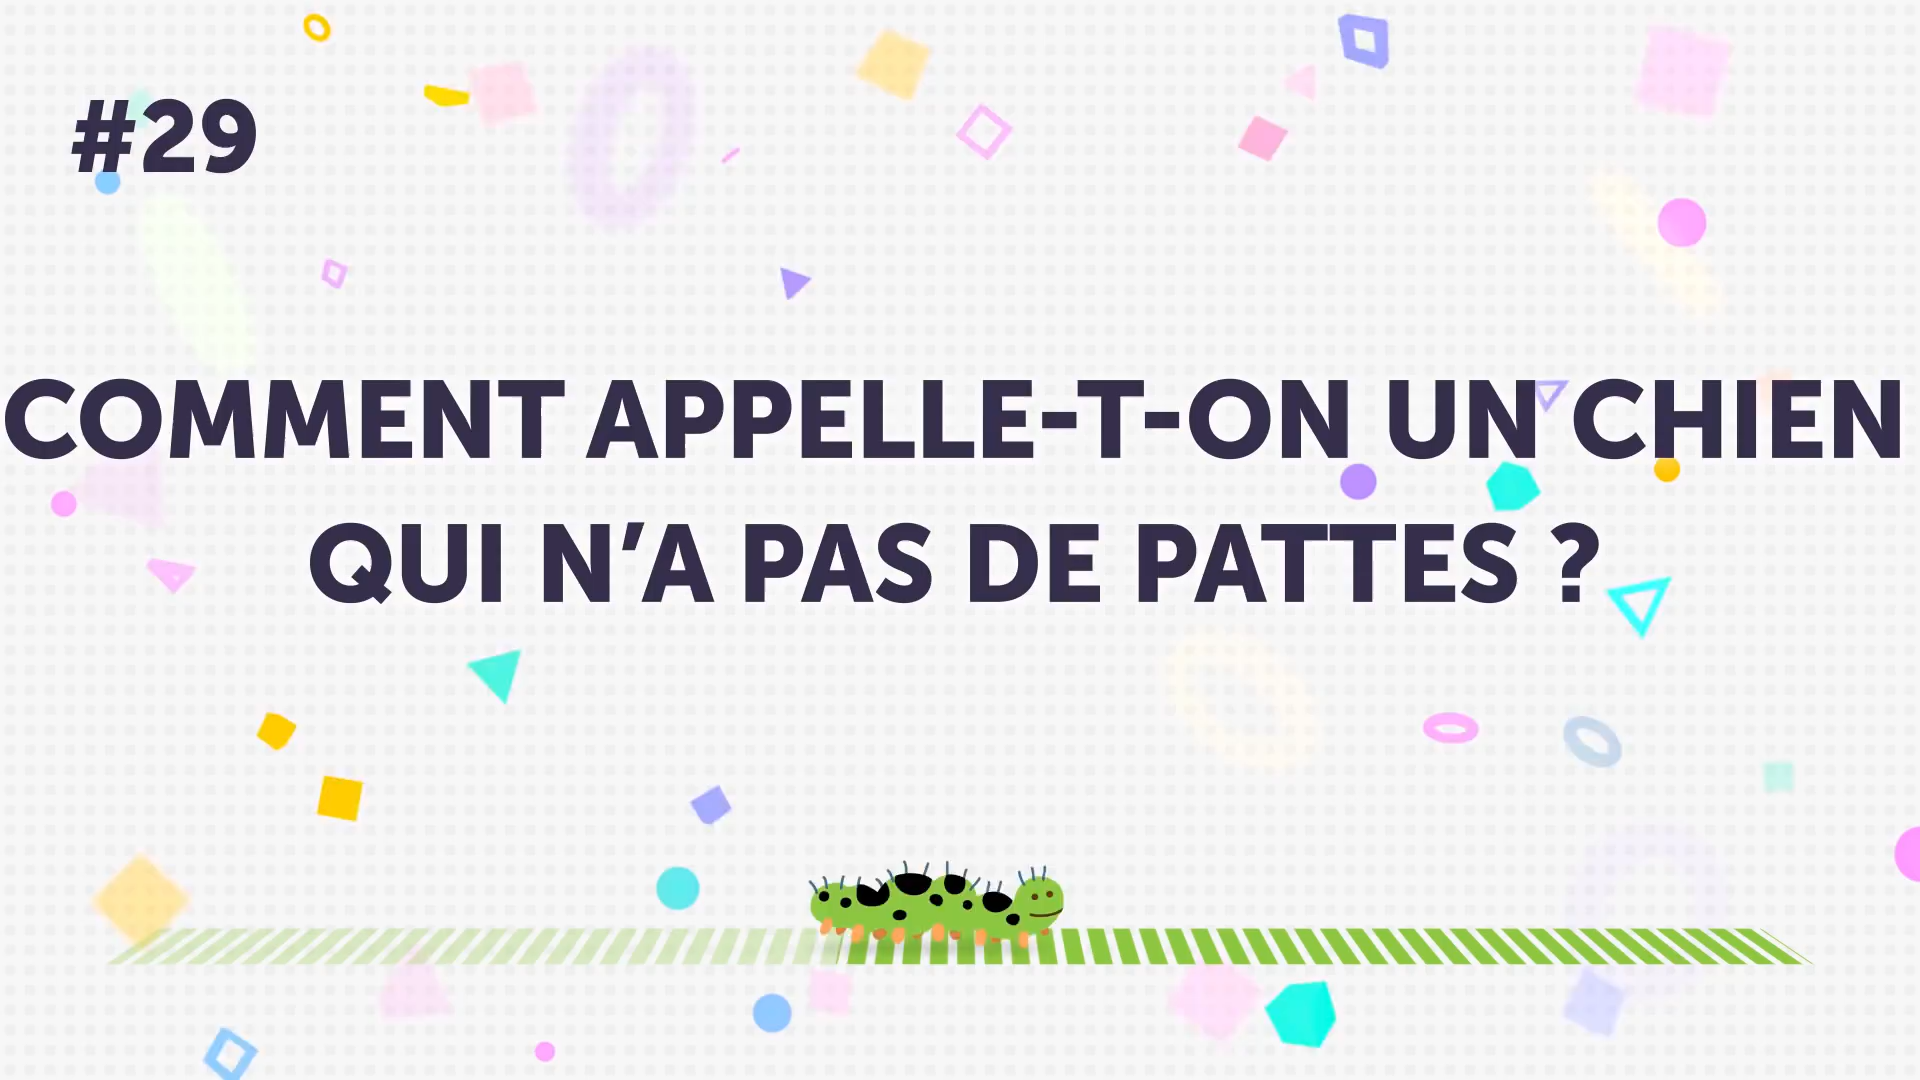 #29
COMMENT APPELLE-T-ON UN CHIEN
QUI N’A PAS DE PATTES ?